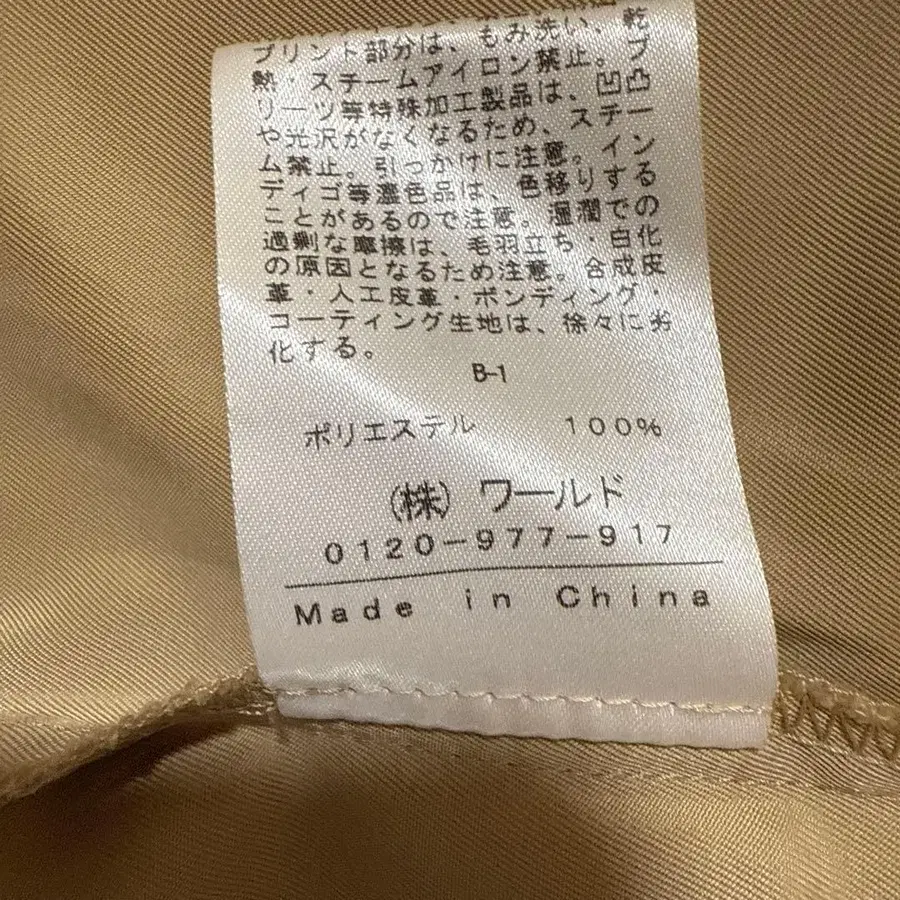 プリント部分は、もみ洗い、乾
熱・スチームアイロン禁止。プ
リーツ等特殊加工製品は、凹凸
や光沢がなくなるため、スチー
ム禁止。引っかけに注意。イン
ディゴ等濃色品は、色移りする
ことがあるので注意。湿潤での
過剰な摩擦は、毛羽立ち・白化
の原因となるため注意。合成皮
革・人工皮革・ボンディング・
コーティング生地は、徐々に劣
化する。
B-1
ポリエステル 100%
(株) ワールド
0120-977-917
Made in China